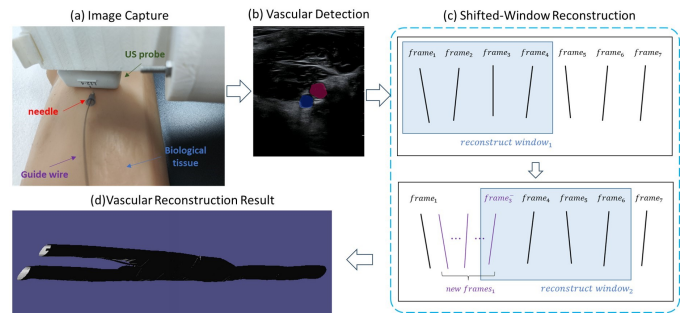 (a) Image Capture
US probe
needle
Guide wire
Biological
tissue
(b) Vascular Detection
(c) Shifted-Window Reconstruction
frame₁ frame₂ frame₃ frame₄ frame₅ frame₆ frame₇
reconstruct window₁
frame₁ frame₃⁻ frame₄ frame₅ frame₆ frame₇
... ...
new frames₁
reconstruct window₂
(d)Vascular Reconstruction Result